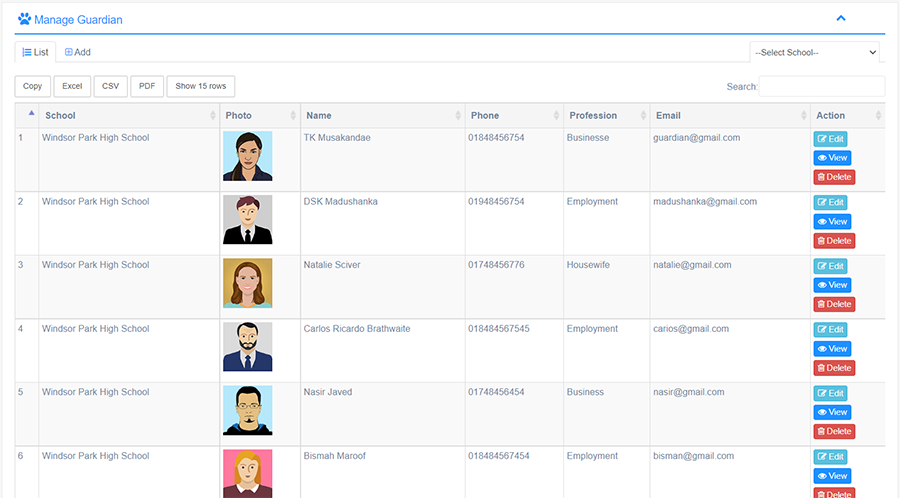 Manage Guardian
List Add --Select School--
Copy Excel CSV PDF Show 15 rows Search:
School Photo Name Phone Profession Email Action
1 Windsor Park High School TK Musakandae 01848456754 Businesse guardian@gmail.com Edit
View
Delete
2 Windsor Park High School DSK Madushanka 01948456754 Employment madushanka@gmail.com Edit
View
Delete
3 Windsor Park High School Natalie Sciver 01748456776 Housewife natalie@gmail.com Edit
View
Delete
4 Windsor Park High School Carlos Ricardo Brathwaite 018484567545 Employment carios@gmail.com Edit
View
Delete
5 Windsor Park High School Nasir Javed 01748456454 Business nasir@gmail.com Edit
View
Delete
6 Windsor Park High School Bismah Maroof 018484567454 Employment bisman@gmail.com Edit
View
Delete